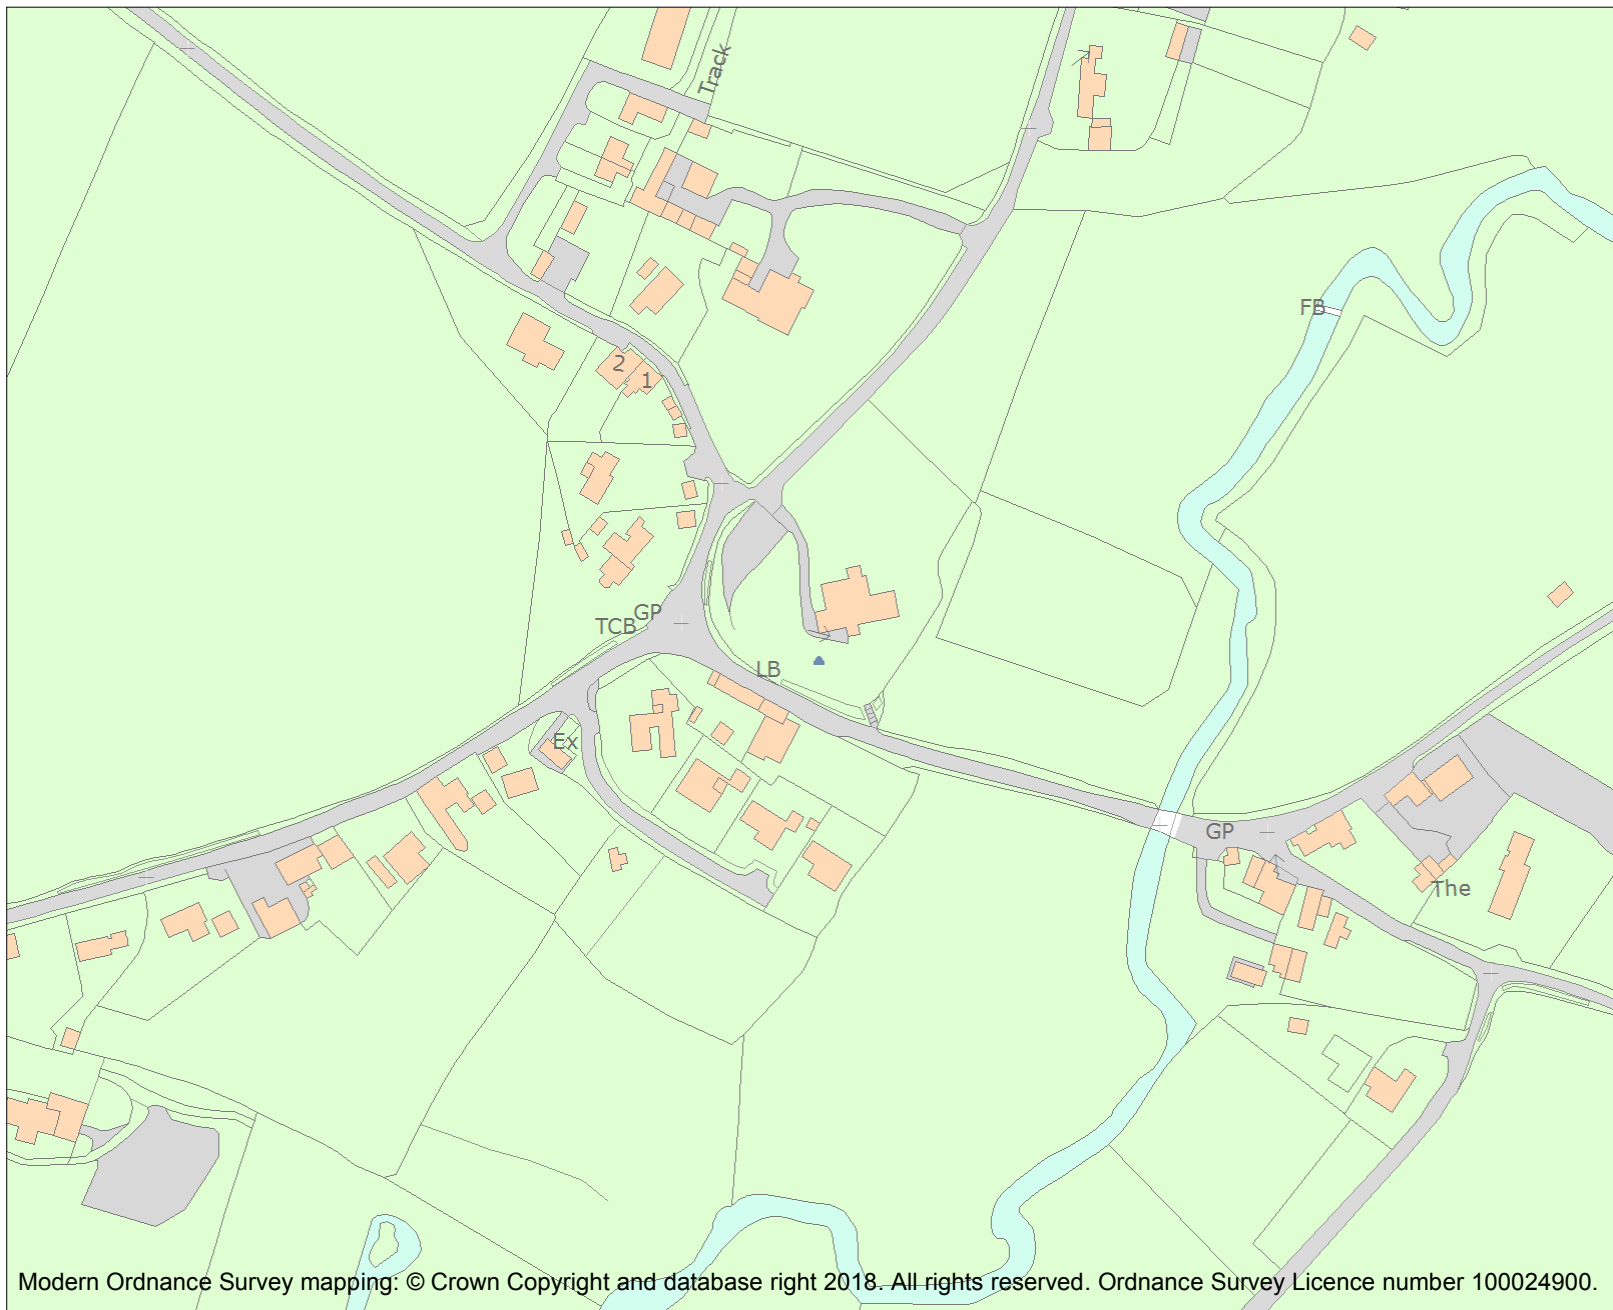 Track
FB
2
1
GP
TCB
LB
Ex
GP
The
Modern Ordnance Survey mapping: © Crown Copyright and database right 2018. All rights reserved. Ordnance Survey Licence number 100024900.